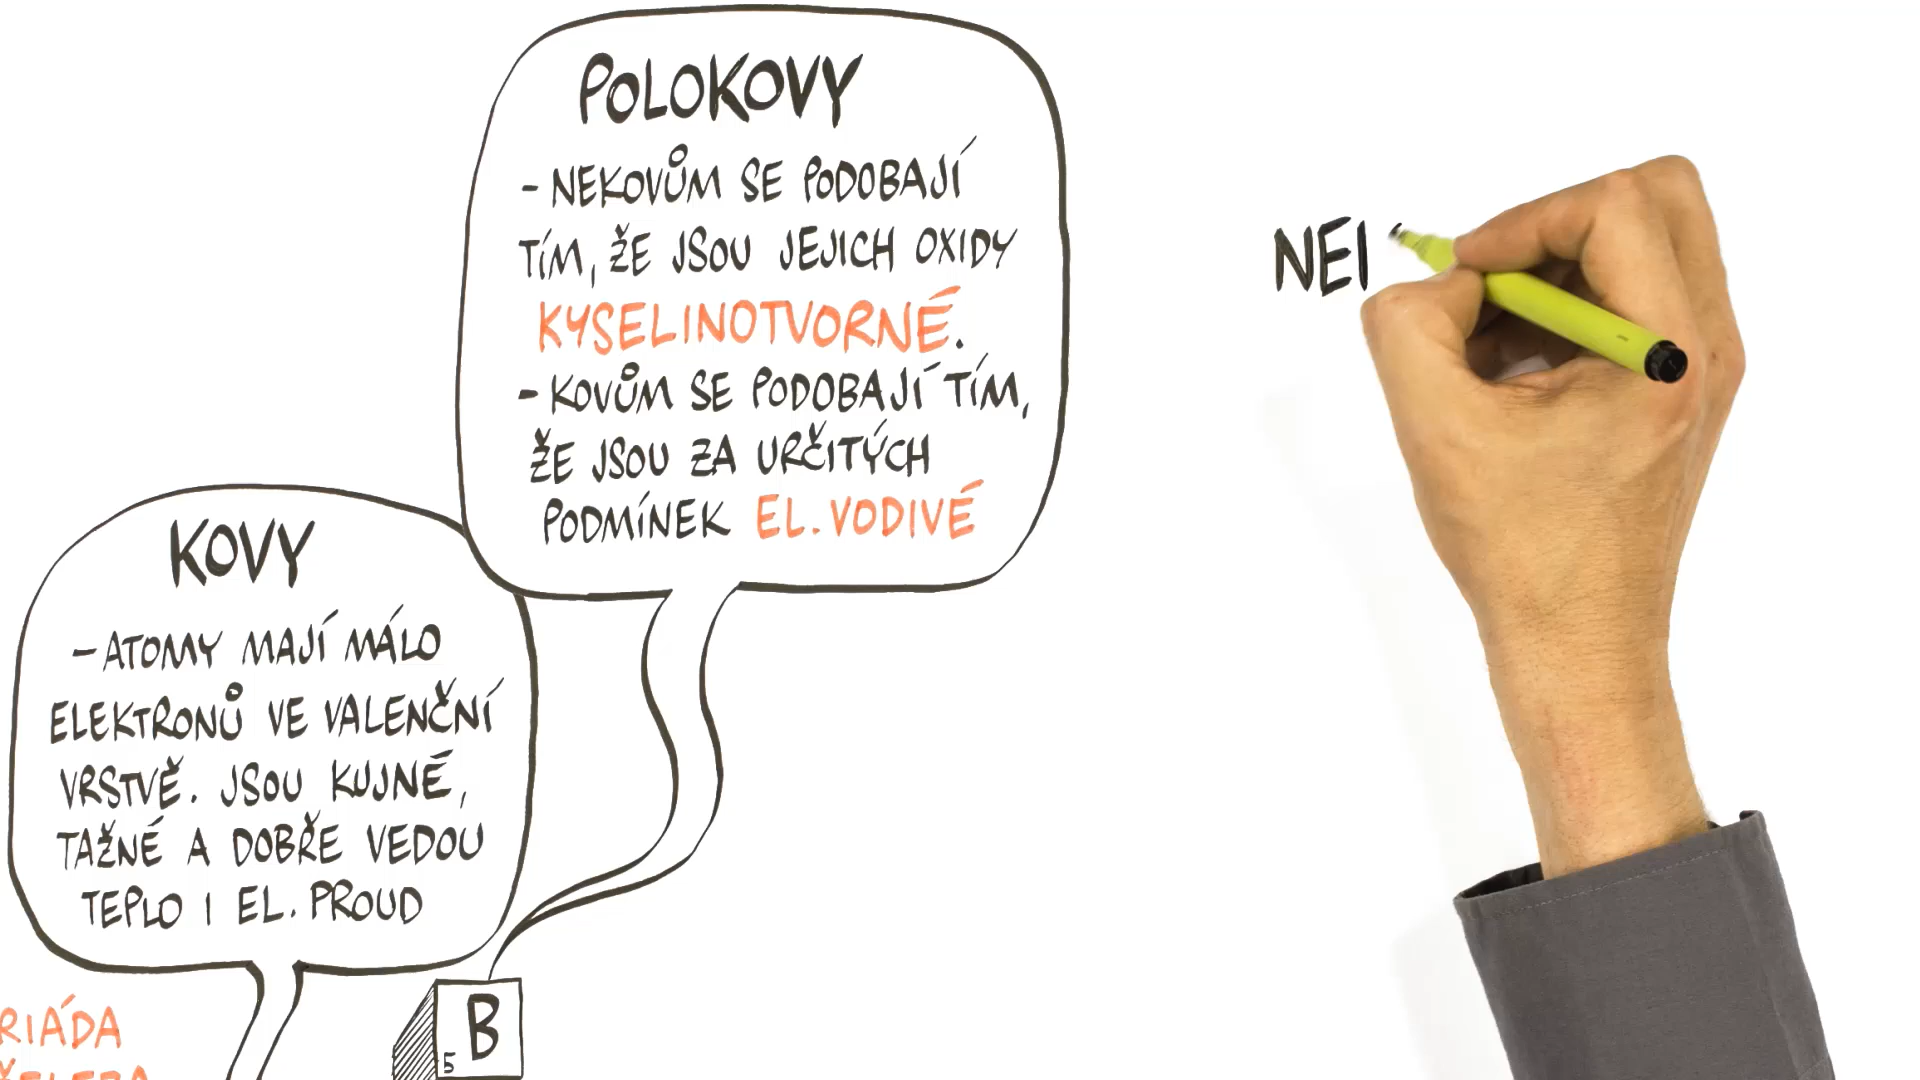 POLOKOVY
- NEKOVŮM SE PODOBAJÍ
TÍM, ŽE JSOU JEJICH OXIDY
KYSELINOTVORNÉ.
- KOVŮM SE PODOBAJÍ TÍM,
ŽE JSOU ZA URČITÝCH
PODMÍNEK EL. VODIVÉ
KOVY
- ATOMY MAJÍ MÁLO
ELEKTRONŮ VE VALENČNÍ
VRSTVĚ. JSOU KUJNÉ,
TAŽNÉ A DOBŘE VEDOU
TEPLO I EL. PROUD
RIÁDA
B
5